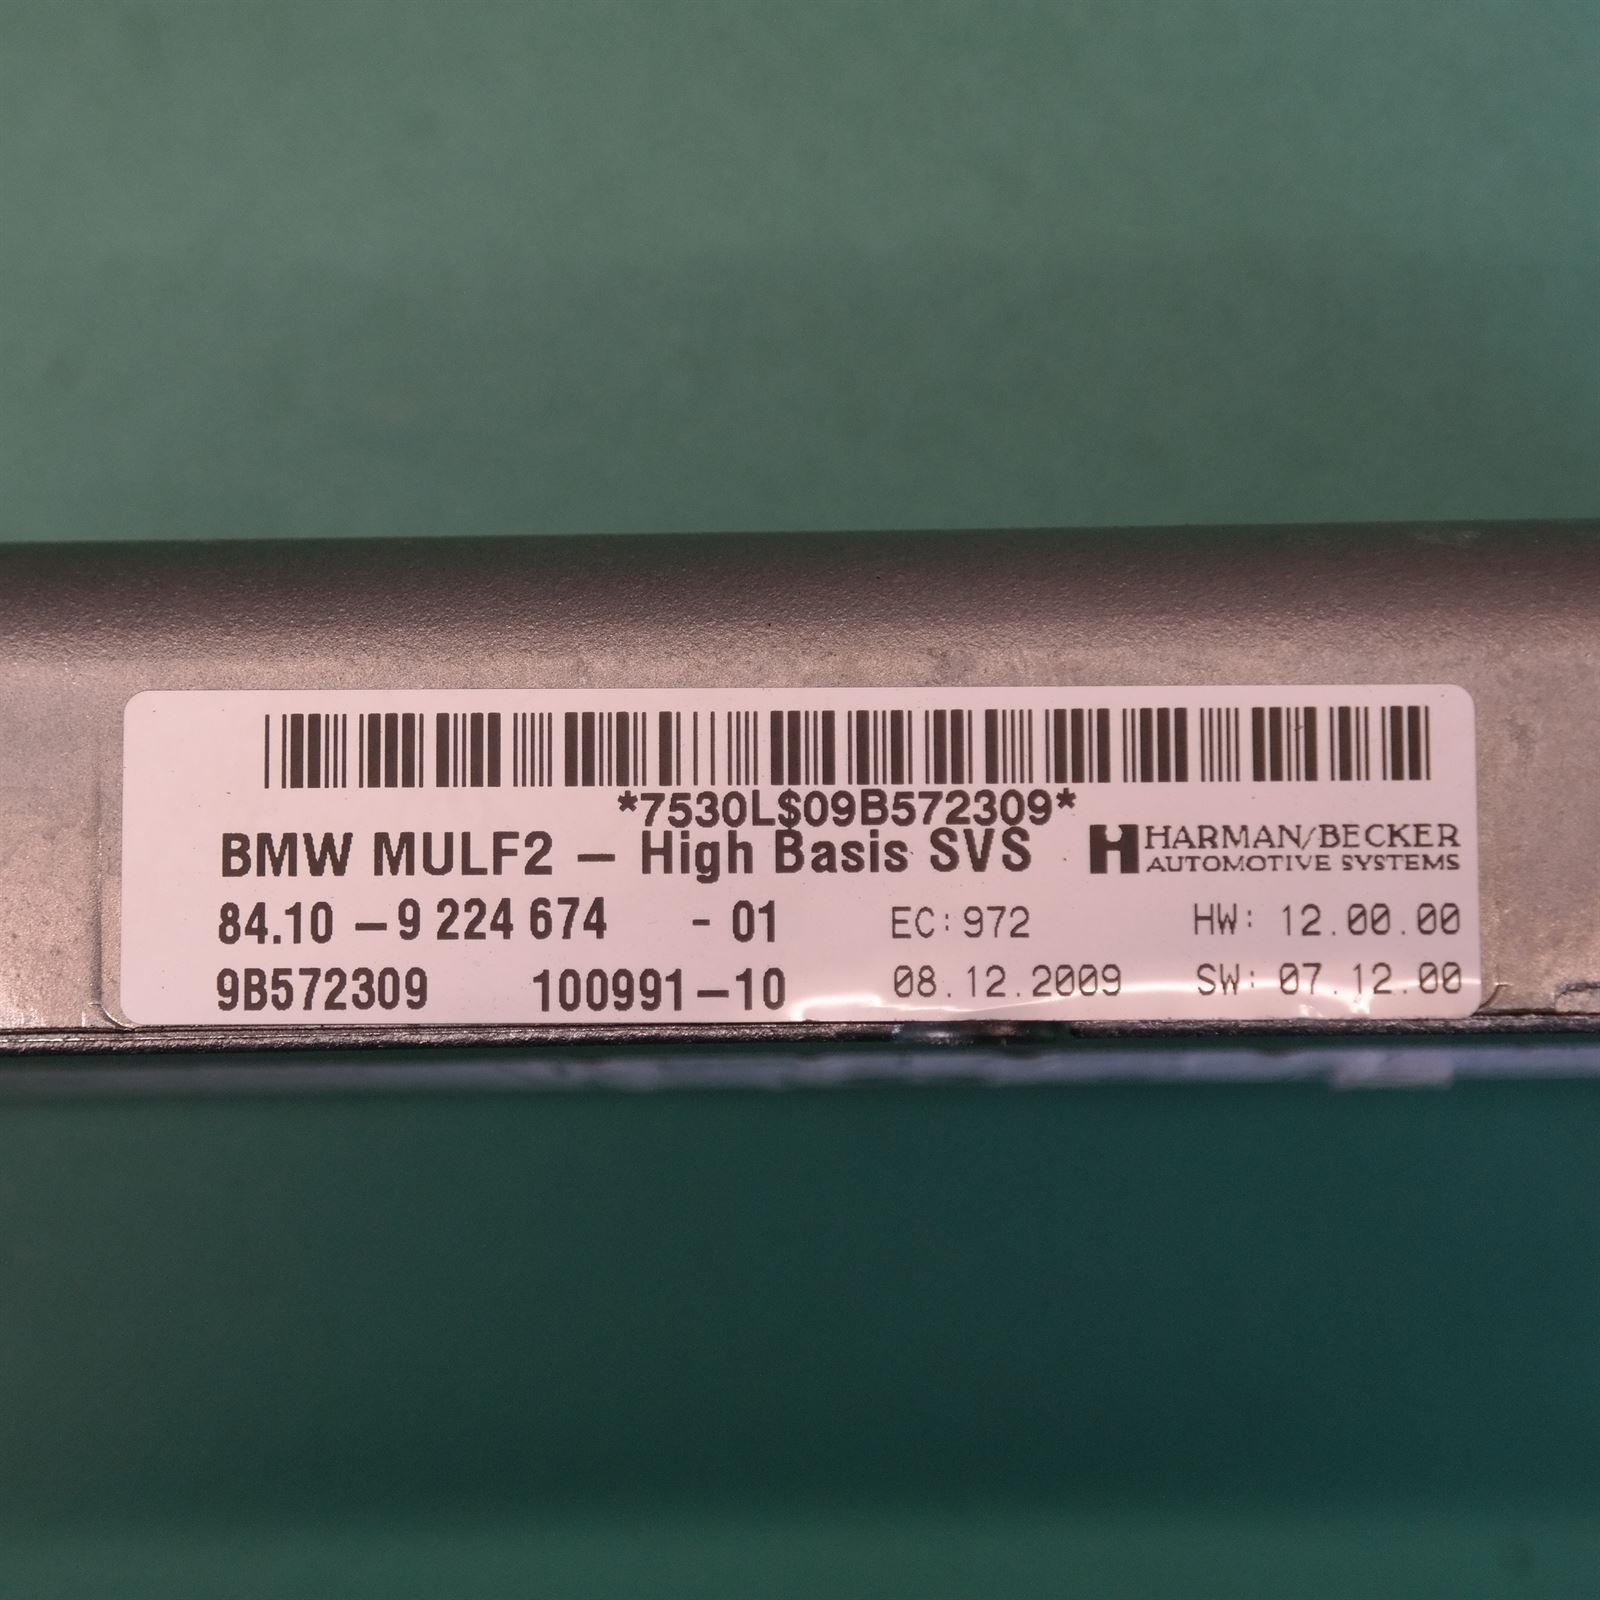 *7530L$09B572309*
BMW MULF2 – High Basis SVS
HARMAN/BECKER
AUTOMOTIVE SYSTEMS
84.10 – 9 224 674 - 01 EC:972 HW: 12.00.00
9B572309 100991–10 08.12.2009 SW: 07.12.00